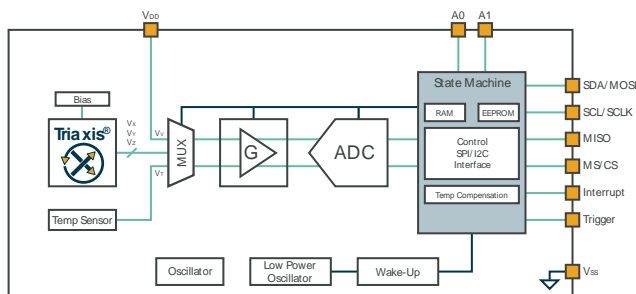 VDD
A0
A1
State Machine
SDA/MOSI
Bias
RAM
EEPROM
SCL/SCLK
Triaxis®
VX
VY
VZ
VV
MUX
G
ADC
Control
SPI/I2C
Interface
MISO
MS/CS
VT
Temp Compensation
Interrupt
Temp Sensor
Trigger
Oscillator
Low Power
Oscillator
Wake-Up
VSS